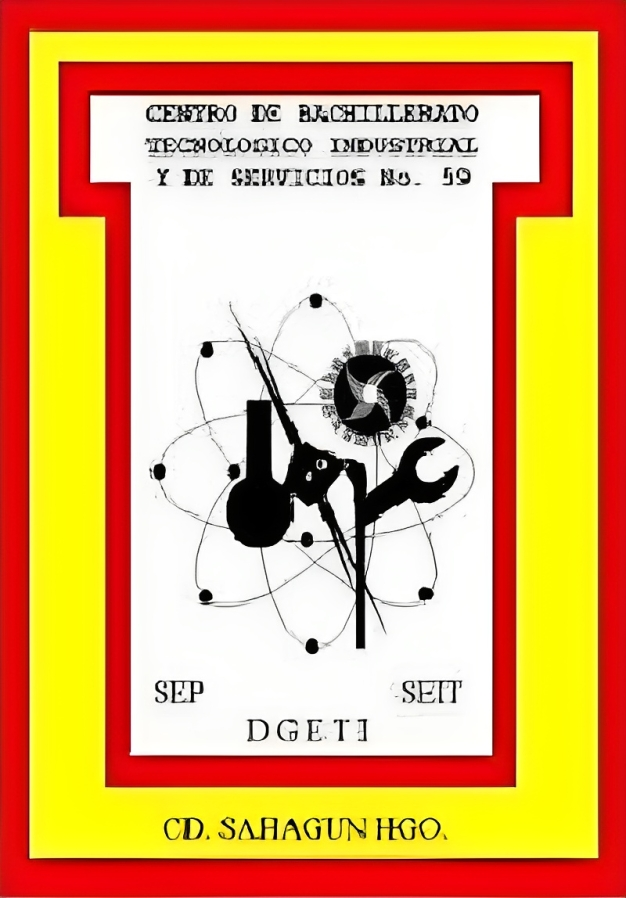 CENTRO DE BACHILLERATO
TECNOLOGICO INDUSTRIAL
Y DE SERVICIOS No. 59
SEP
SEIT
DGETI
CD. SAHAGUN HGO.